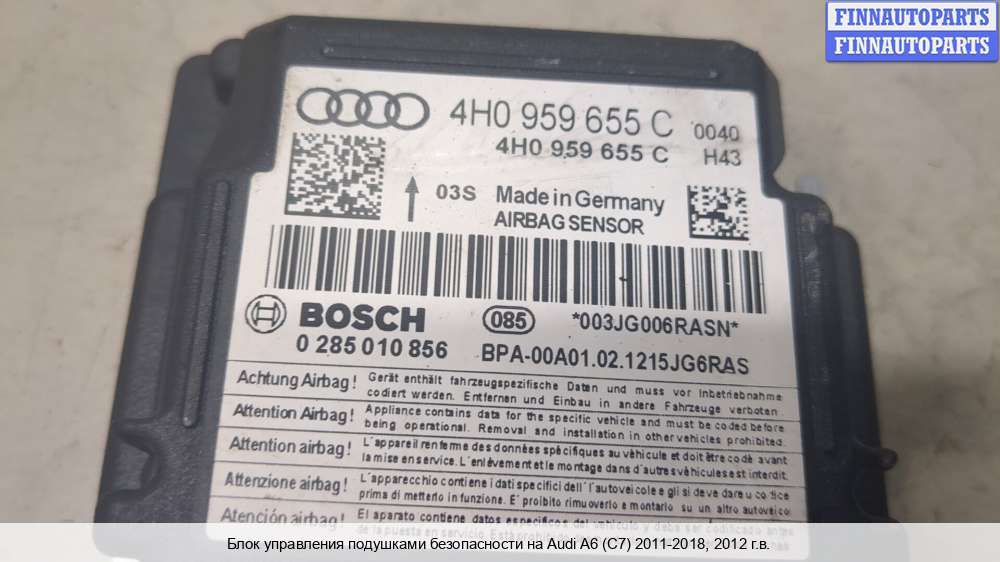 FINNAUTOPARTS
FINNAUTOPARTS
4H0 959 655 C 0040
4H0 959 655 C H43
03S Made in Germany
AIRBAG SENSOR
BOSCH 085 *003JG006RASN*
0 285 010 856 BPA-00A01.02.1215JG6RAS
Achtung Airbag! Gerät enthält fahrzeugspezifische Daten und muss vor Inbetriebnahme
codiert werden. Entfernen und Einbau in andere Fahrzeuge verboten.
Attention Airbag! Appliance contains data for the specific vehicle and must be coded before
being operational. Removal and installation in other vehicles prohibited.
Attention airbag! L'appareil renferme des données spécifiques au véhicule et doit être codé avant
la mise en service. L'enlèvement et le montage dans d'autres véhicules est interdit.
Attenzione airbag! L'apparecchio contiene i dati specifici dell'autoveicolo e gli si deve dare u codice
prima di metterlo in funzione. E' proibito rimuoverlo e montarlo su un altro autoveicolo
Atención airbag! El aparato contiene datos específicos del vehículo y debe ser codificado antes
de la puesta en servicio.
Блок управления подушками безопасности на Audi A6 (C7) 2011-2018, 2012 г.в.